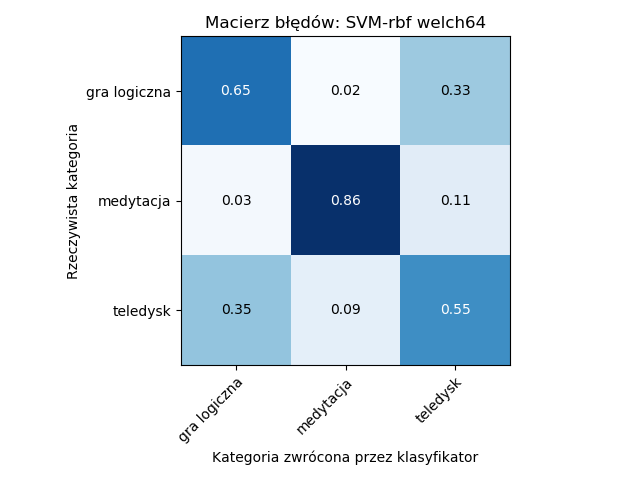 Macierz błędów: SVM-rbf welch64
Rzeczywista kategoria
gra logiczna
0.65
0.02
0.33
medytacja
0.03
0.86
0.11
teledysk
0.35
0.09
0.55
gra logiczna
medytacja
teledysk
Kategoria zwrócona przez klasyfikator